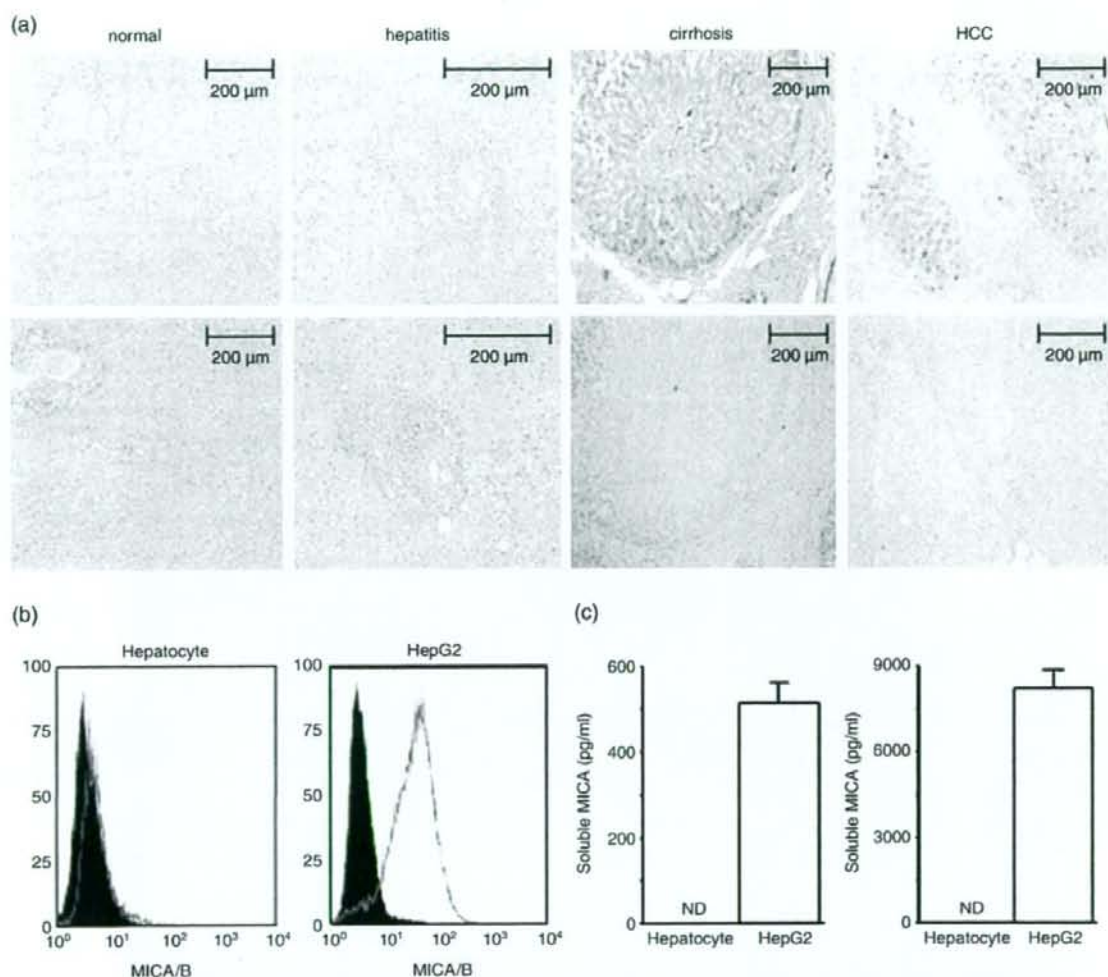 (a)
normal
hepatitis
cirrhosis
HCC
200 µm
200 µm
200 µm
200 µm
200 µm
200 µm
200 µm
200 µm
(b)
Hepatocyte
100
75
50
25
0
10⁰
10¹
10²
10³
10⁴
MICA/B
HepG2
100
75
50
25
0
10⁰
10¹
10²
10³
10⁴
MICA/B
(c)
Soluble MICA (pg/ml)
600
400
200
0
ND
Hepatocyte
HepG2
Soluble MICA (pg/ml)
9000
6000
3000
0
ND
Hepatocyte
HepG2